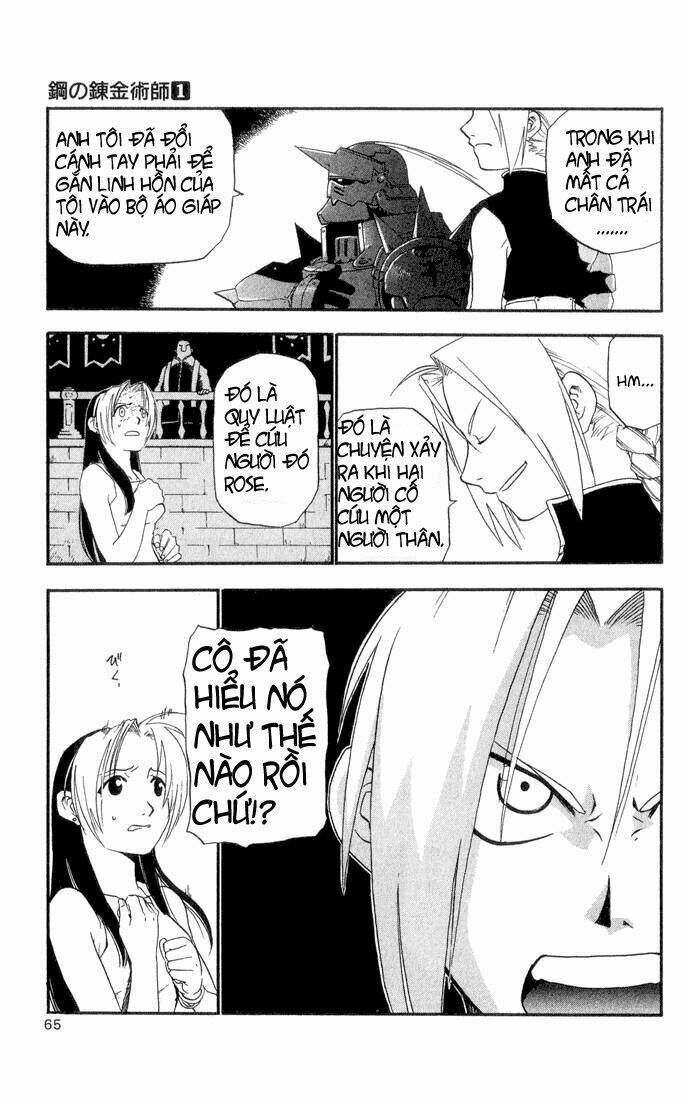 鋼の錬金術師1
TRONG KHI
ANH ĐÃ
MẤT CẢ
CHÂN TRÁI
.......
ANH TÔI ĐÃ ĐỔI
CÁNH TAY PHẢI ĐỂ
GẮN LINH HỒN CỦA
TÔI VÀO BỘ ÁO GIÁP
NÀY.
HM...
ĐÓ LÀ
CHUYỆN XẢY
RA KHI HAI
NGƯỜI CỐ
CỨU MỘT
NGƯỜI THÂN.
ĐÓ LÀ
QUY LUẬT
ĐỂ CỨU
NGƯỜI ĐÓ
ROSE.
CÔ ĐÃ
HIỂU NÓ
NHƯ THẾ
NÀO RỒI
CHỨ!?
びく
65